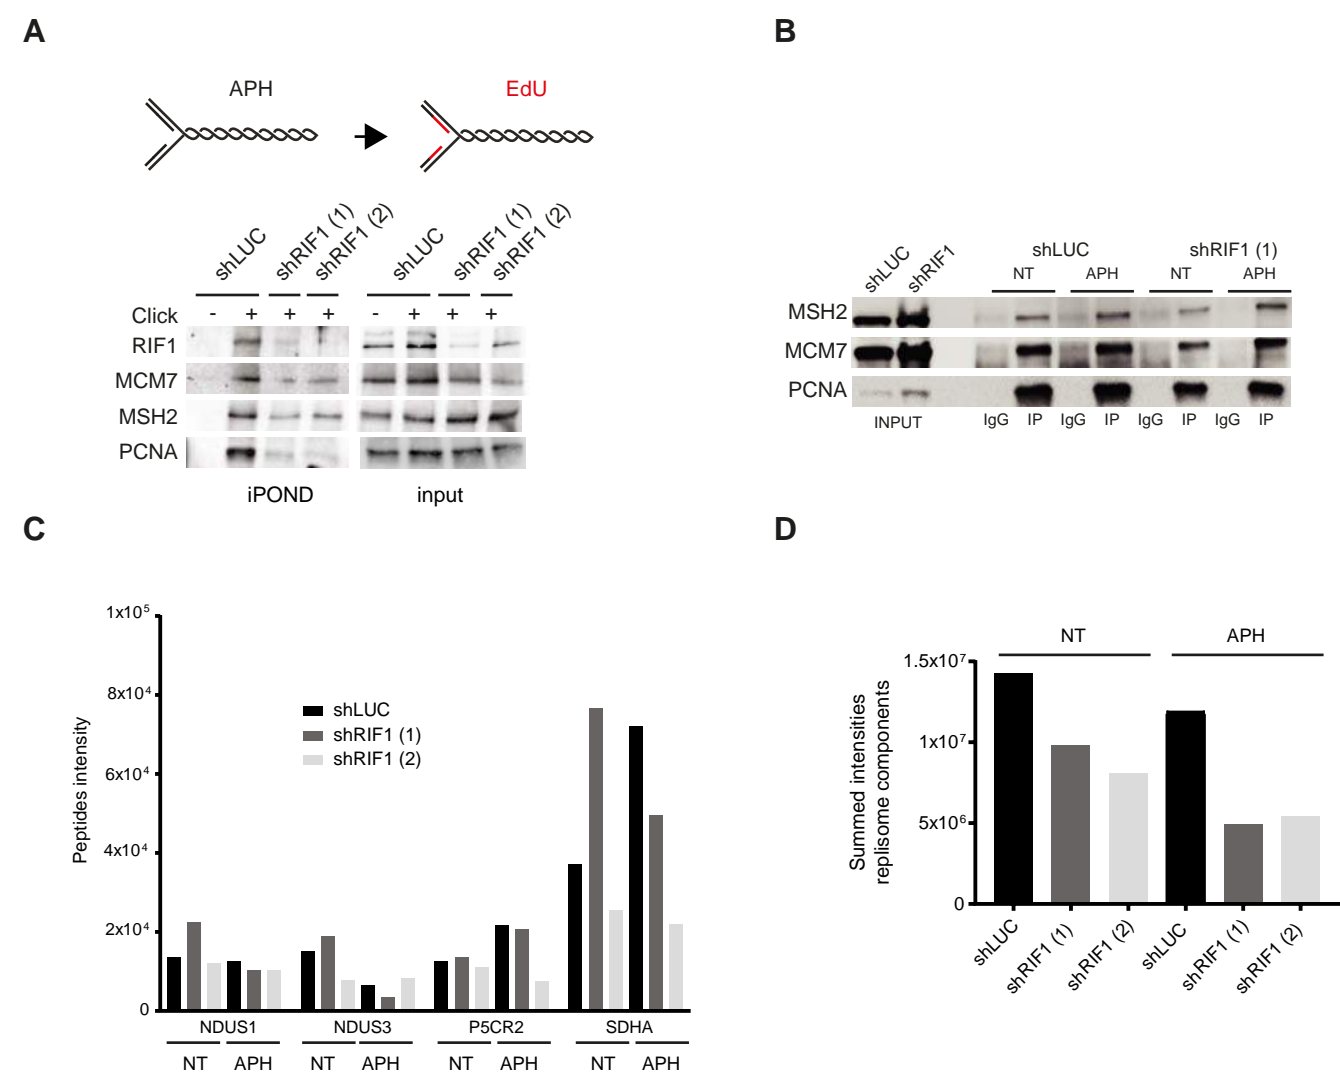 A
APH
EdU
shLUC
shRIF1 (1)
shRIF1 (2)
shLUC
shRIF1 (1)
shRIF1 (2)
Click - + + + - + + +
RIF1
MCM7
MSH2
PCNA
iPOND input
B
shLUC
shRIF1
shLUC shRIF1 (1)
NT APH NT APH
MSH2
MCM7
PCNA
INPUT IgG IP IgG IP IgG IP IgG IP
C
Peptides intensity
1x10⁵
8x10⁴
6x10⁴
4x10⁴
2x10⁴
0
shLUC
shRIF1 (1)
shRIF1 (2)
NDUS1 NDUS3 P5CR2 SDHA
NT APH NT APH NT APH NT APH
D
NT APH
Summed intensities
replisome components
1.5x10⁷
1x10⁷
5x10⁶
0
shLUC
shRIF1 (1)
shRIF1 (2)
shLUC
shRIF1 (1)
shRIF1 (2)